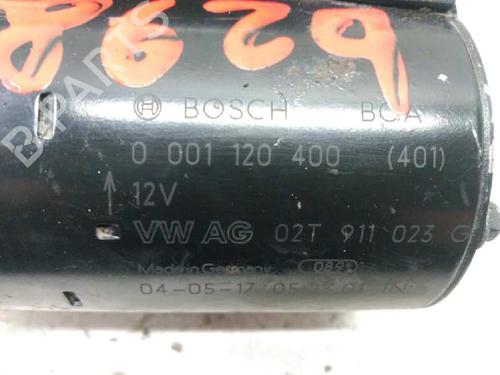 8629
B-PARTS
BOSCH BCA
0 001 120 400 (401)
12V
VW AG 02T 911 023 G
Made in Germany
04-05-17